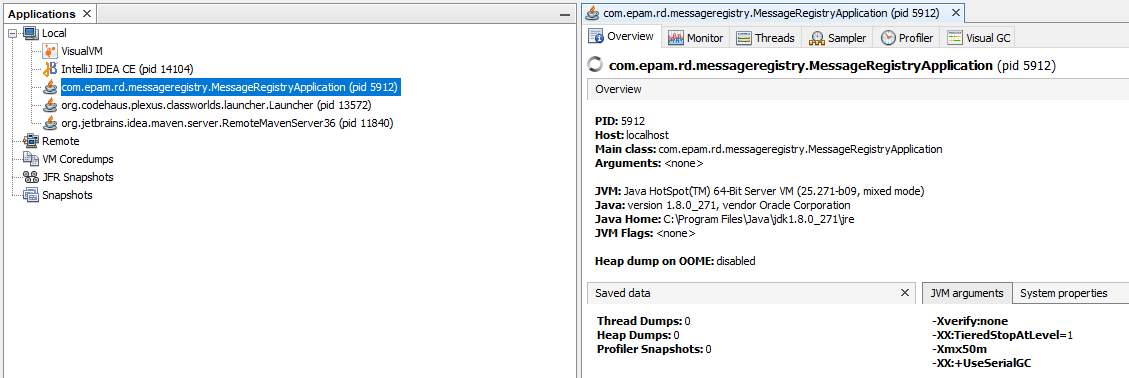 Applications
Local
VisualVM
IntelliJ IDEA CE (pid 14104)
com.epam.rd.messageregistry.MessageRegistryApplication (pid 5912)
org.codehaus.plexus.classworlds.launcher.Launcher (pid 13572)
org.jetbrains.idea.maven.server.RemoteMavenServer36 (pid 11840)
Remote
VM Coredumps
JFR Snapshots
Snapshots
com.epam.rd.messageregistry.MessageRegistryApplication (pid 5912)
Overview Monitor Threads Sampler Profiler Visual GC
com.epam.rd.messageregistry.MessageRegistryApplication (pid 5912)
Overview
PID: 5912
Host: localhost
Main class: com.epam.rd.messageregistry.MessageRegistryApplication
Arguments: <none>
JVM: Java HotSpot(TM) 64-Bit Server VM (25.271-b09, mixed mode)
Java: version 1.8.0_271, vendor Oracle Corporation
Java Home: C:\Program Files\Java\jdk1.8.0_271\jre
JVM Flags: <none>
Heap dump on OOME: disabled
Saved data
Thread Dumps: 0
Heap Dumps: 0
Profiler Snapshots: 0
JVM arguments System properties
-Xverify:none
-XX:TieredStopAtLevel=1
-Xmx50m
-XX:+UseSerialGC